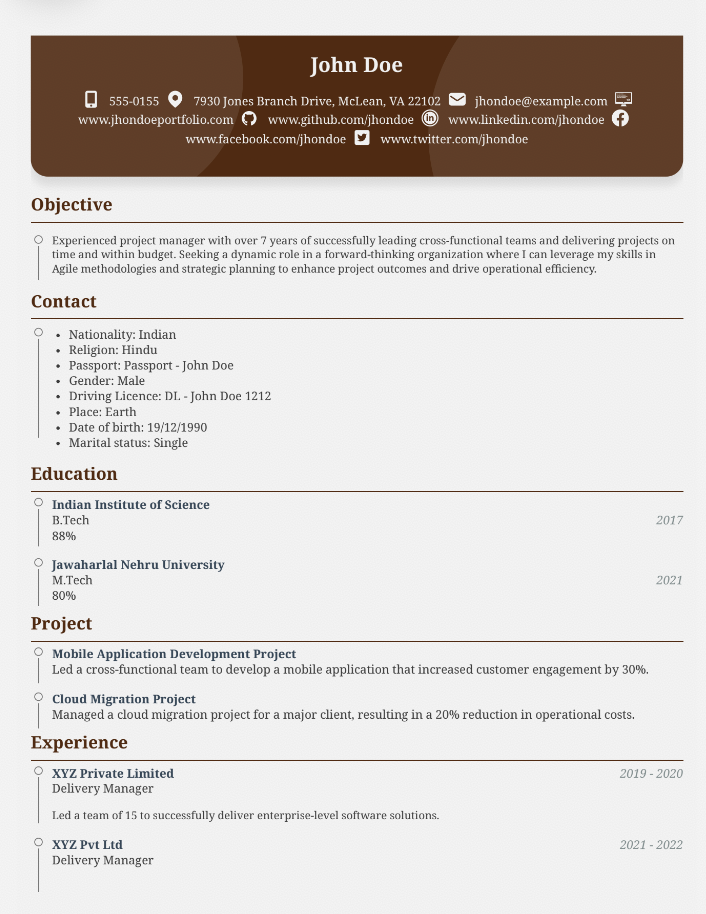 John Doe
555-0155 7930 Jones Branch Drive, McLean, VA 22102 jhondoe@example.com
www.jhondoeportfolio.com www.github.com/jhondoe www.linkedin.com/jhondoe
www.facebook.com/jhondoe www.twitter.com/jhondoe
Objective
Experienced project manager with over 7 years of successfully leading cross-functional teams and delivering projects on
time and within budget. Seeking a dynamic role in a forward-thinking organization where I can leverage my skills in
Agile methodologies and strategic planning to enhance project outcomes and drive operational efficiency.
Contact
• Nationality: Indian
• Religion: Hindu
• Passport: Passport - John Doe
• Gender: Male
• Driving Licence: DL - John Doe 1212
• Place: Earth
• Date of birth: 19/12/1990
• Marital status: Single
Education
Indian Institute of Science
B.Tech 2017
88%
Jawaharlal Nehru University
M.Tech 2021
80%
Project
Mobile Application Development Project
Led a cross-functional team to develop a mobile application that increased customer engagement by 30%.
Cloud Migration Project
Managed a cloud migration project for a major client, resulting in a 20% reduction in operational costs.
Experience
XYZ Private Limited 2019 - 2020
Delivery Manager
Led a team of 15 to successfully deliver enterprise-level software solutions.
XYZ Pvt Ltd 2021 - 2022
Delivery Manager